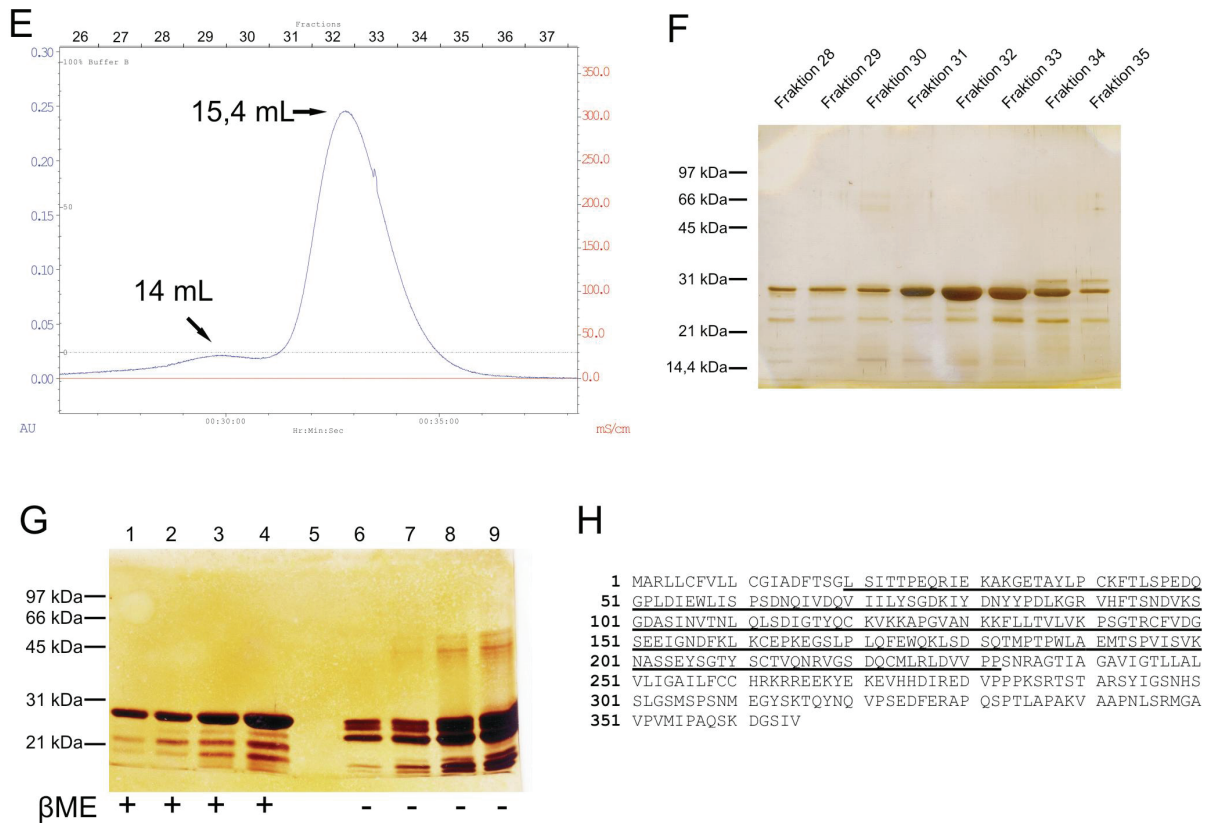 E
Fractions
26 27 28 29 30 31 32 33 34 35 36 37
0.30
0.25
0.20
0.15
0.10
0.05
0.00
AU
100% Buffer B
50
0
15,4 mL
14 mL
350.0
300.0
250.0
200.0
150.0
100.0
50.0
0.0
mS/cm
00:30:00 00:35:00
Hr:Min:Sec
F
Fraktion 28
Fraktion 29
Fraktion 30
Fraktion 31
Fraktion 32
Fraktion 33
Fraktion 34
Fraktion 35
97 kDa
66 kDa
45 kDa
31 kDa
21 kDa
14,4 kDa
G
1 2 3 4 5 6 7 8 9
97 kDa
66 kDa
45 kDa
31 kDa
21 kDa
βME + + + + - - - -
H
1 MARLLCFVLL CGIADFTSGL SITTPEQRIE KAKGETAYLP CKFTLSPEDQ
51 GPLDIEWLIS PSDNQIVDQV IILYSGDKIY DNYYPDLKGR VHFTSNDVKS
101 GDASINVTNL QLSDIGTYQC KVKKAPGVAN KKFLLTVLVK PSGTRCFVDG
151 SEEIGNDFKL KCEPKEGSLP LQFEWQKLSD SQTMPTPWLA EMTSPVISVK
201 NASSEYSGTY SCTVQNRVGS DQCMLRLDVV PPSNRAGTIA GAVIGTLLAL
251 VLIGAILFCC HRKRREEKYE KEVHHDIRED VPPPKSRTST ARSYIGSNHS
301 SLGSMSPSNM EGYSKTQYNQ VPSEDFERAP QSPTLAPAKV AAPNLSRMGA
351 VPVMIPAQSK DGSIV